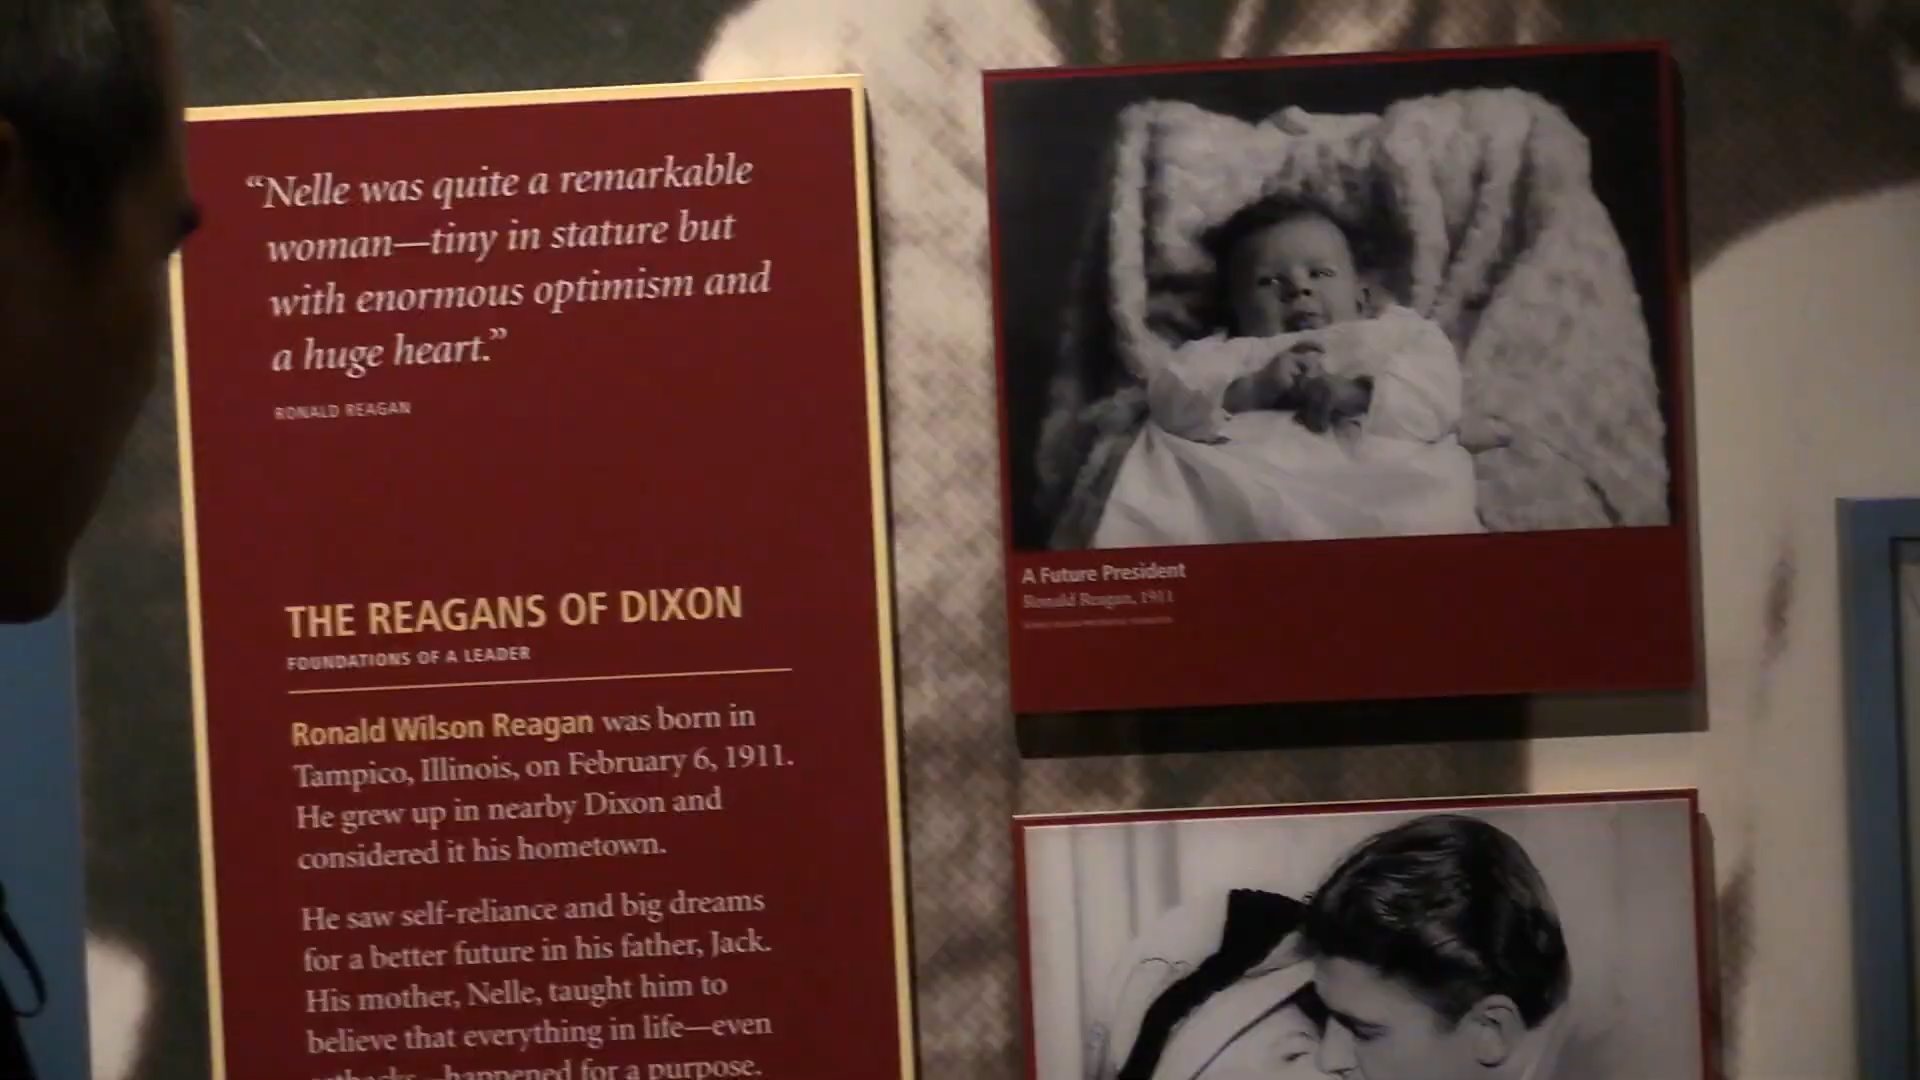 “Nelle was quite a remarkable
woman—tiny in stature but
with enormous optimism and
a huge heart.”
RONALD REAGAN
THE REAGANS OF DIXON
FOUNDATIONS OF A LEADER
Ronald Wilson Reagan was born in
Tampico, Illinois, on February 6, 1911.
He grew up in nearby Dixon and
considered it his hometown.
He saw self-reliance and big dreams
for a better future in his father, Jack.
His mother, Nelle, taught him to
believe that everything in life—even
happened for a purpose.
A Future President
Ronald Reagan, 1911